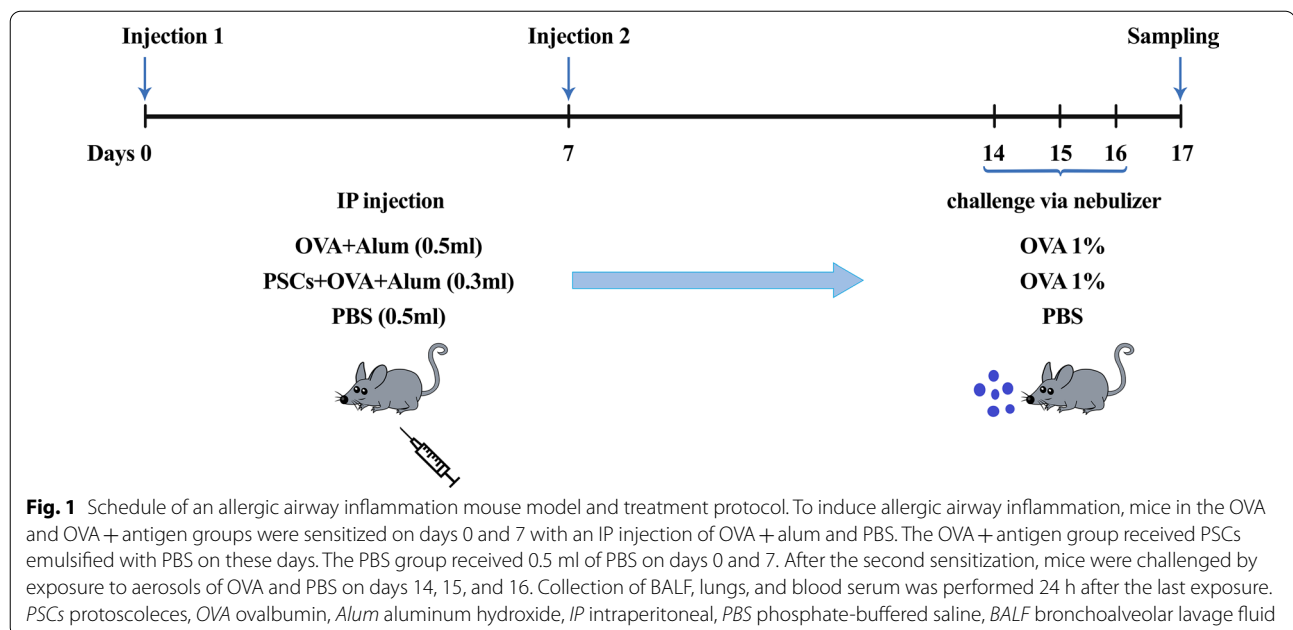 Injection 1 Injection 2 Sampling
Days 0 7 14 15 16 17
IP injection challenge via nebulizer
OVA+Alum (0.5ml) OVA 1%
PSCs+OVA+Alum (0.3ml) OVA 1%
PBS (0.5ml) PBS
Fig. 1 Schedule of an allergic airway inflammation mouse model and treatment protocol. To induce allergic airway inflammation, mice in the OVA
and OVA + antigen groups were sensitized on days 0 and 7 with an IP injection of OVA + alum and PBS. The OVA + antigen group received PSCs
emulsified with PBS on these days. The PBS group received 0.5 ml of PBS on days 0 and 7. After the second sensitization, mice were challenged by
exposure to aerosols of OVA and PBS on days 14, 15, and 16. Collection of BALF, lungs, and blood serum was performed 24 h after the last exposure.
PSCs protoscoleces, OVA ovalbumin, Alum aluminum hydroxide, IP intraperitoneal, PBS phosphate-buffered saline, BALF bronchoalveolar lavage fluid